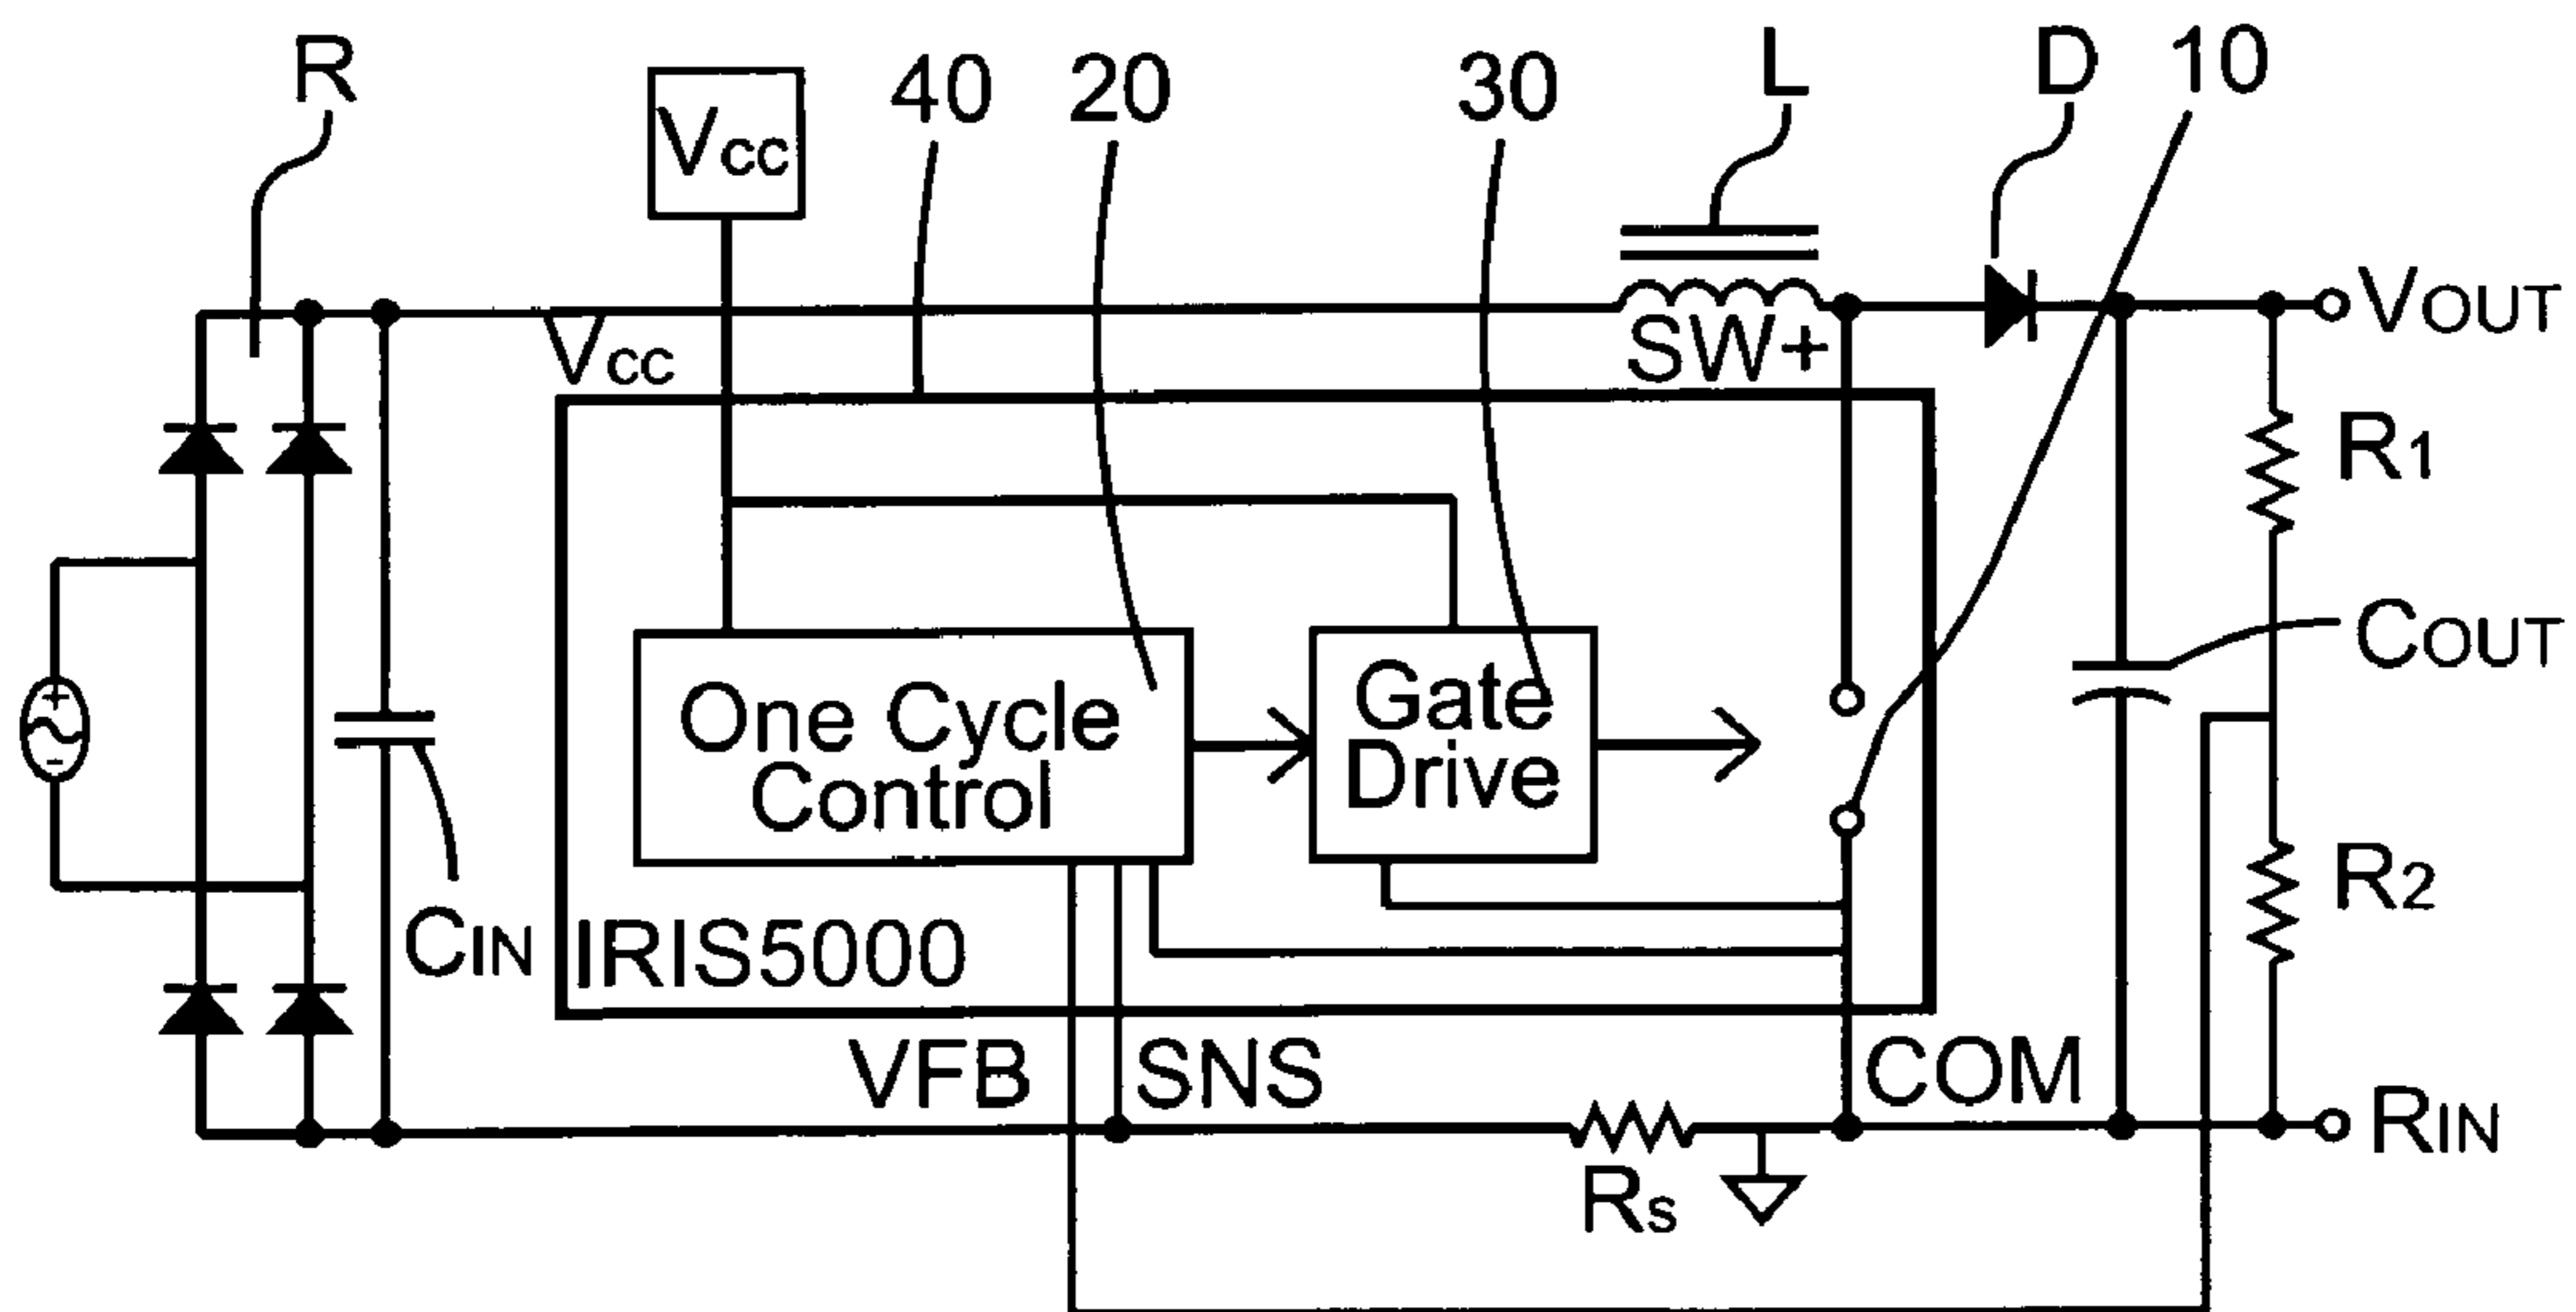 R
40
20
30
L
D
10
Vcc
VOUT
Vcc
SW+
R1
COUT
One Cycle
Control
Gate
Drive
+
-
R2
CIN
IRIS5000
VFB
SNS
COM
RIN
Rs